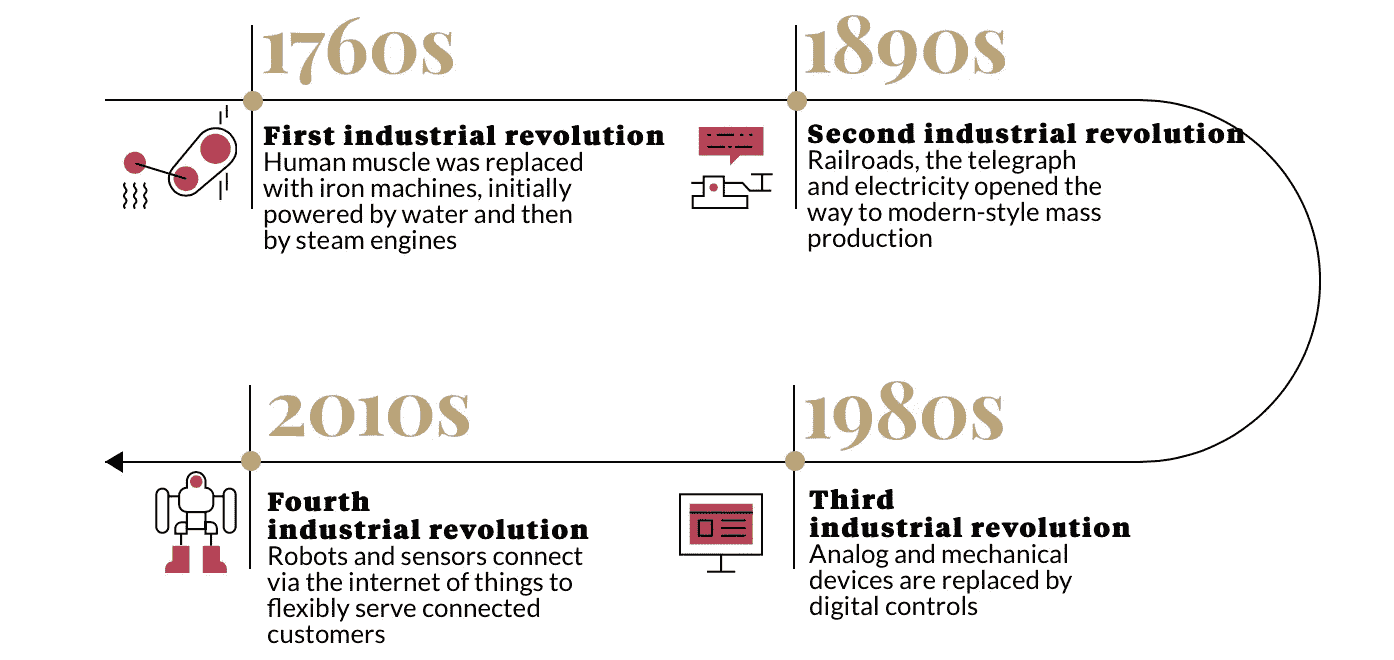 1760s
First industrial revolution
Human muscle was replaced
with iron machines, initially
powered by water and then
by steam engines
1890s
Second industrial revolution
Railroads, the telegraph
and electricity opened the
way to modern-style mass
production
1980s
Third
industrial revolution
Analog and mechanical
devices are replaced by
digital controls
2010s
Fourth
industrial revolution
Robots and sensors connect
via the internet of things to
flexibly serve connected
customers